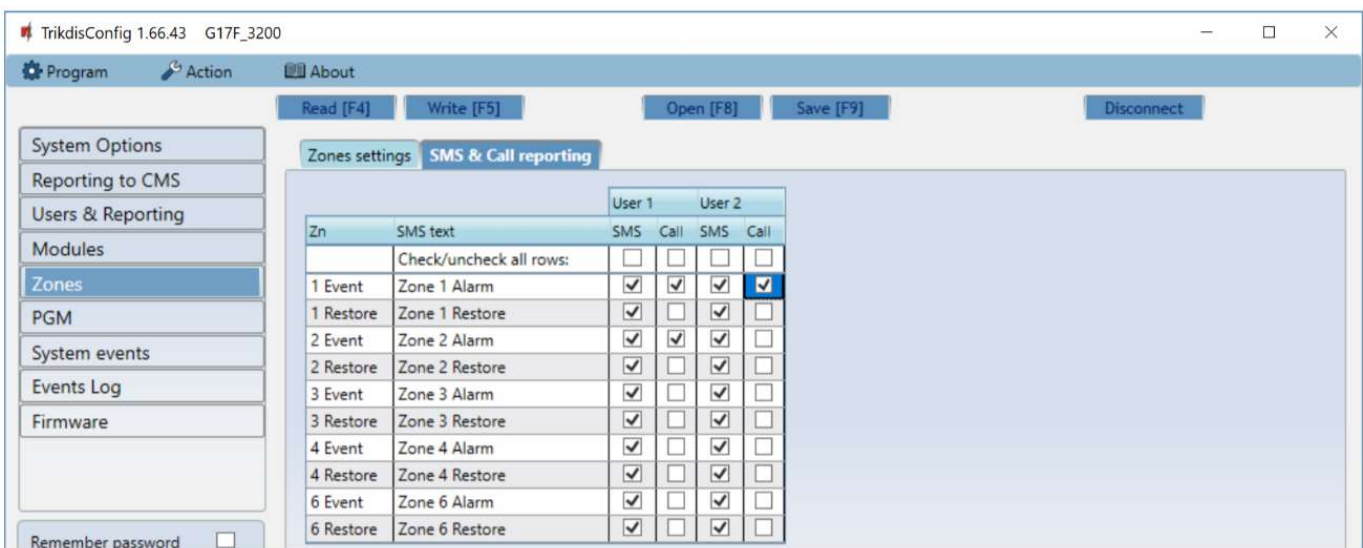 TrikdisConfig 1.66.43 G17F_3200
Program Action About
Read [F4] Write [F5] Open [F8] Save [F9] Disconnect
System Options
Reporting to CMS
Users & Reporting
Modules
Zones
PGM
System events
Events Log
Firmware
Remember password
Zones settings SMS & Call reporting
User 1 User 2
Zn SMS text SMS Call SMS Call
Check/uncheck all rows:
1 Event Zone 1 Alarm
1 Restore Zone 1 Restore
2 Event Zone 2 Alarm
2 Restore Zone 2 Restore
3 Event Zone 3 Alarm
3 Restore Zone 3 Restore
4 Event Zone 4 Alarm
4 Restore Zone 4 Restore
6 Event Zone 6 Alarm
6 Restore Zone 6 Restore